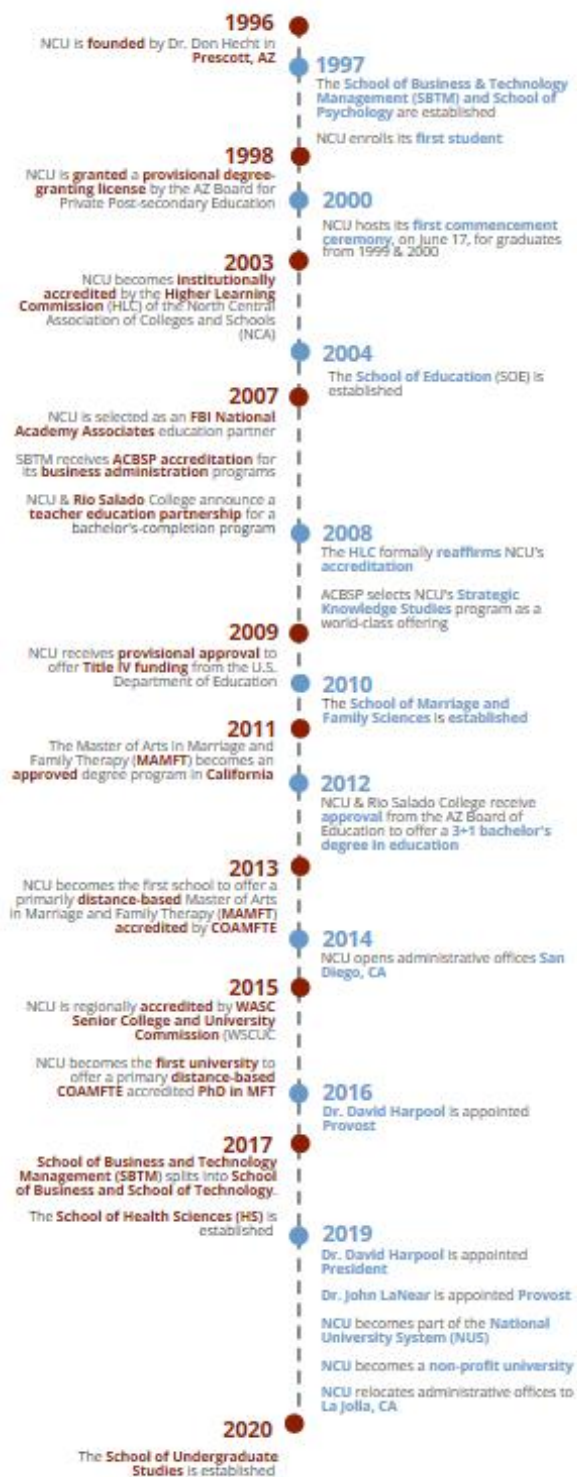 1996
NCU is founded by Dr. Don Hecht in
Prescott, AZ
1997
The School of Business & Technology
Management (SBTM) and School of
Psychology are established
NCU enrolls its first student
1998
NCU is granted a provisional degree-
granting license by the AZ Board for
Private Post-secondary Education
2000
NCU hosts its first commencement
ceremony, on June 17, for graduates
from 1999 & 2000
2003
NCU becomes institutionally
accredited by the Higher Learning
Commission (HLC) of the North Central
Association of Colleges and Schools
(NCA)
2004
The School of Education (SOE) is
established
2007
NCU is selected as an FBI National
Academy Associates education partner
SBTM receives ACBSP accreditation for
its business administration programs
NCU & Rio Salado College announce a
teacher education partnership for a
bachelor's-completion program
2008
The HLC formally reaffirms NCU's
accreditation
ACBSP selects NCU's Strategic
Knowledge Studies program as a
world-class offering
2009
NCU receives provisional approval to
offer Title IV funding from the U.S.
Department of Education
2010
The School of Marriage and
Family Sciences is established
2011
The Master of Arts in Marriage and
Family Therapy (MAMFT) becomes an
approved degree program in California
2012
NCU & Rio Salado College receive
approval from the AZ Board of
Education to offer a 3+1 bachelor's
degree in education
2013
NCU becomes the first school to offer a
primarily distance-based Master of Arts
in Marriage and Family Therapy (MAMFT)
accredited by COAMFTE
2014
NCU opens administrative offices San
Diego, CA
2015
NCU is regionally accredited by WASC
Senior College and University
Commission (WSCUC
NCU becomes the first university to
offer a primary distance-based
COAMFTE accredited PhD in MFT
2016
Dr. David Harpool is appointed
Provost
2017
School of Business and Technology
Management (SBTM) splits into School
of Business and School of Technology.
The School of Health Sciences (HS) is
established
2019
Dr. David Harpool is appointed
President
Dr. John LaNear is appointed Provost
NCU becomes part of the National
University System (NUS)
NCU becomes a non-profit university
NCU relocates administrative offices to
La Jolla, CA
2020
The School of Undergraduate
Studies is established